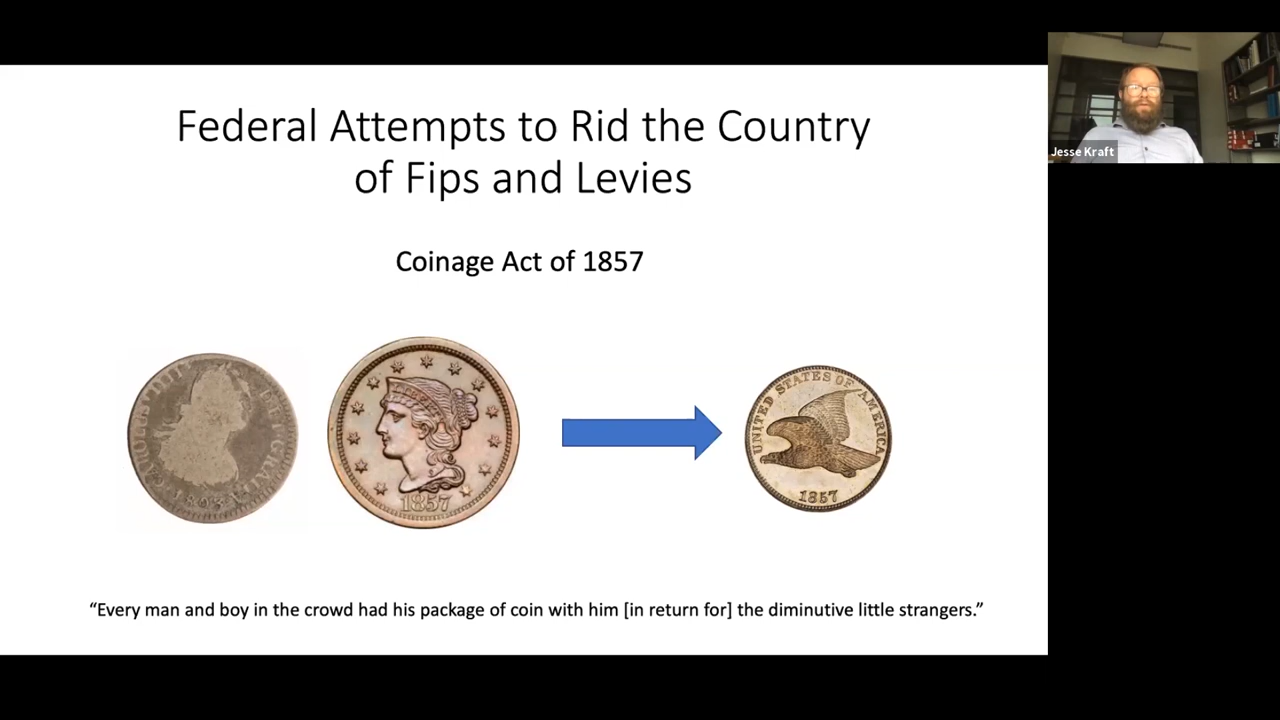 Federal Attempts to Rid the Country
of Fips and Levies
Coinage Act of 1857
1857
UNITED STATES OF AMERICA
1857
“Every man and boy in the crowd had his package of coin with him [in return for] the diminutive little strangers.”
Jesse Kraft